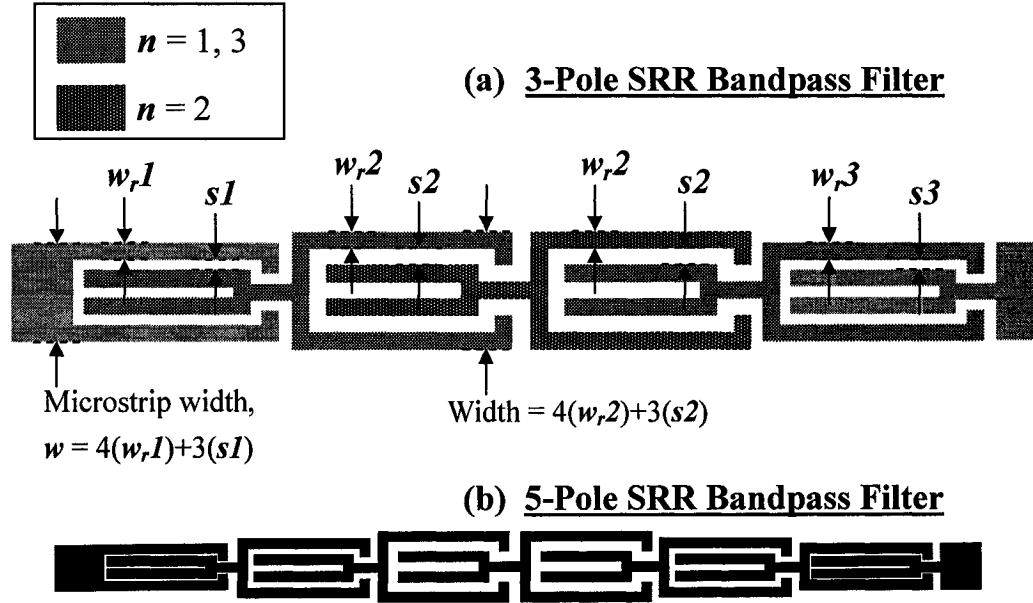 n = 1, 3
n = 2
(a) 3-Pole SRR Bandpass Filter
wr1 s1 wr2 s2 wr2 s2 wr3 s3
Microstrip width,
w = 4(wr1)+3(s1)
Width = 4(wr2)+3(s2)
(b) 5-Pole SRR Bandpass Filter